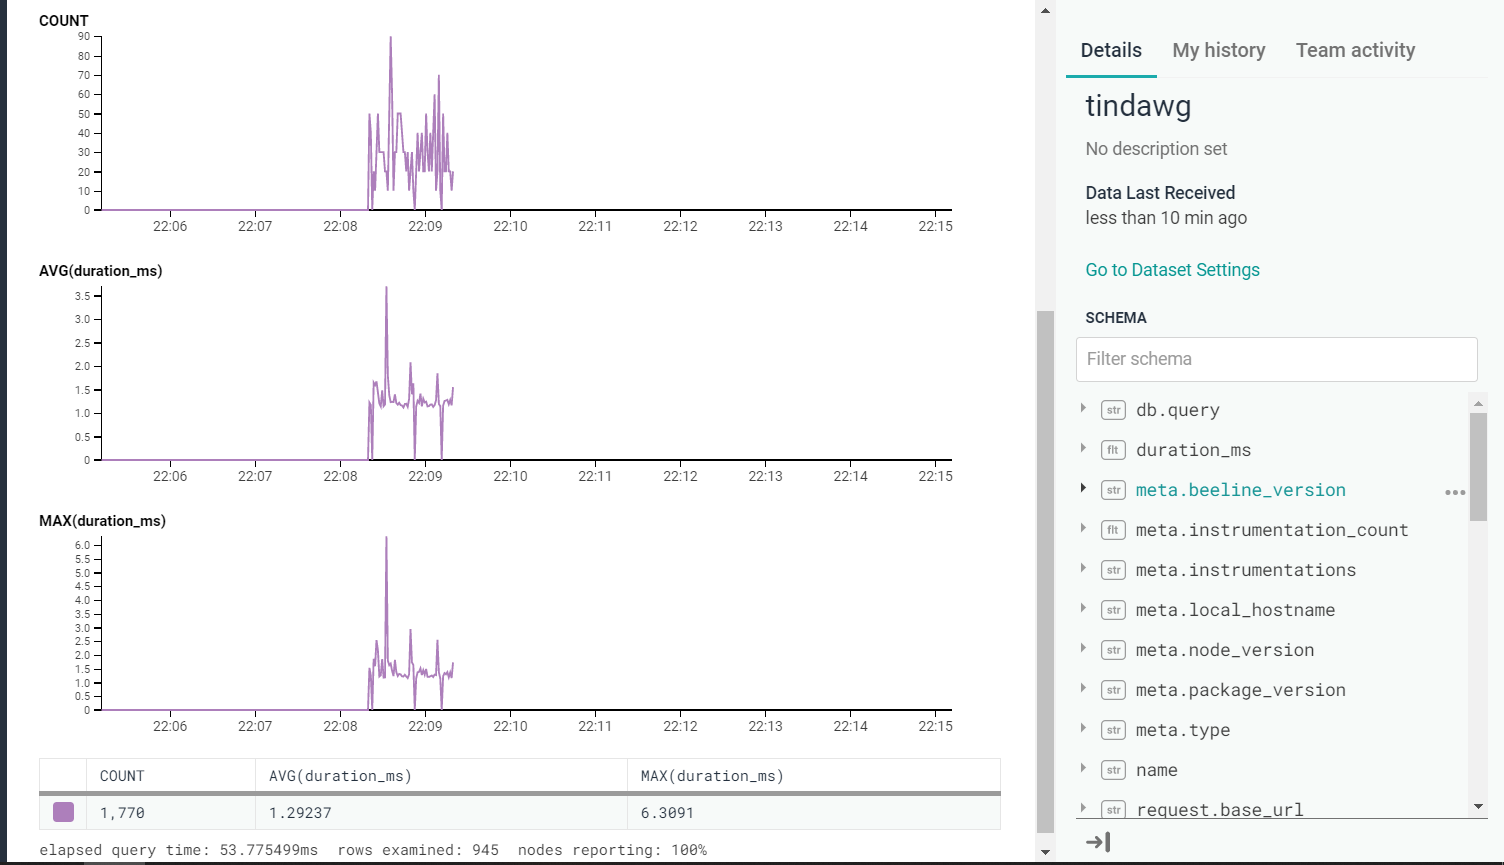 COUNT
90
80
70
60
50
40
30
20
10
0
22:06 22:07 22:08 22:09 22:10 22:11 22:12 22:13 22:14 22:15
AVG(duration_ms)
3.5
3.0
2.5
2.0
1.5
1.0
0.5
0
22:06 22:07 22:08 22:09 22:10 22:11 22:12 22:13 22:14 22:15
MAX(duration_ms)
6.0
5.5
5.0
4.5
4.0
3.5
3.0
2.5
2.0
1.5
1.0
0.5
0
22:06 22:07 22:08 22:09 22:10 22:11 22:12 22:13 22:14 22:15
COUNT AVG(duration_ms) MAX(duration_ms)
1,770 1.29237 6.3091
elapsed query time: 53.775499ms rows examined: 945 nodes reporting: 100%
Details My history Team activity
tindawg
No description set
Data Last Received
less than 10 min ago
Go to Dataset Settings
SCHEMA
Filter schema
str db.query
flt duration_ms
str meta.beeline_version
flt meta.instrumentation_count
str meta.instrumentations
str meta.local_hostname
str meta.node_version
str meta.package_version
str meta.type
str name
str request.base_url